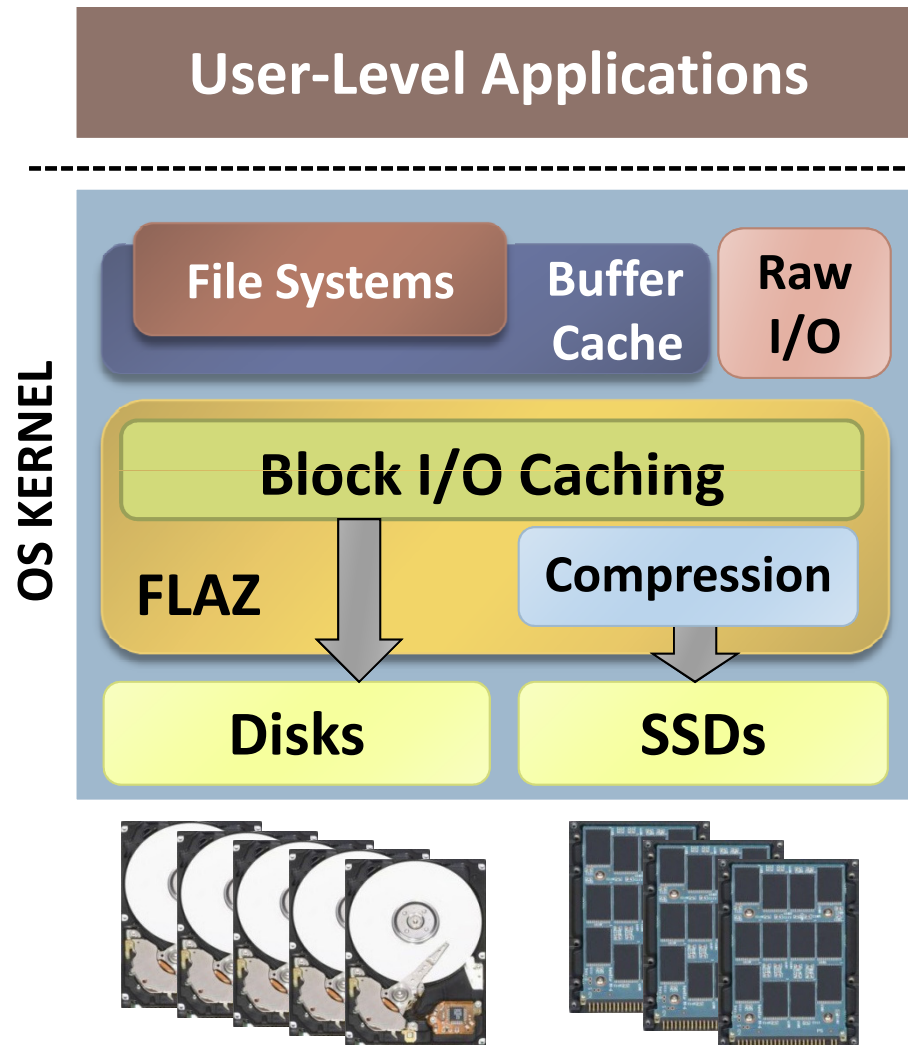 User-Level Applications
OS KERNEL
File Systems
Buffer
Cache
Raw
I/O
Block I/O Caching
FLAZ
Compression
Disks
SSDs